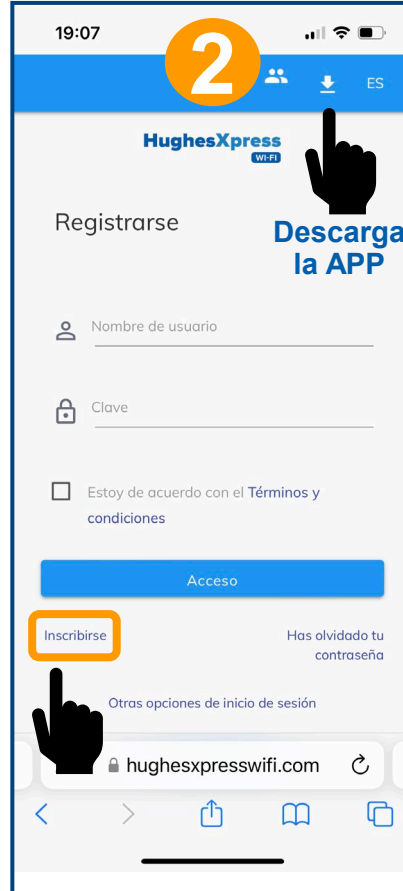 19:07
2
ES
HughesXpress
WI-FI
Registrarse
Descarga
la APP
Nombre de usuario
Clave
Estoy de acuerdo con el Términos y
condiciones
Acceso
Inscribirse
Has olvidado tu
contraseña
Otras opciones de inicio de sesión
hughesxpresswifi.com